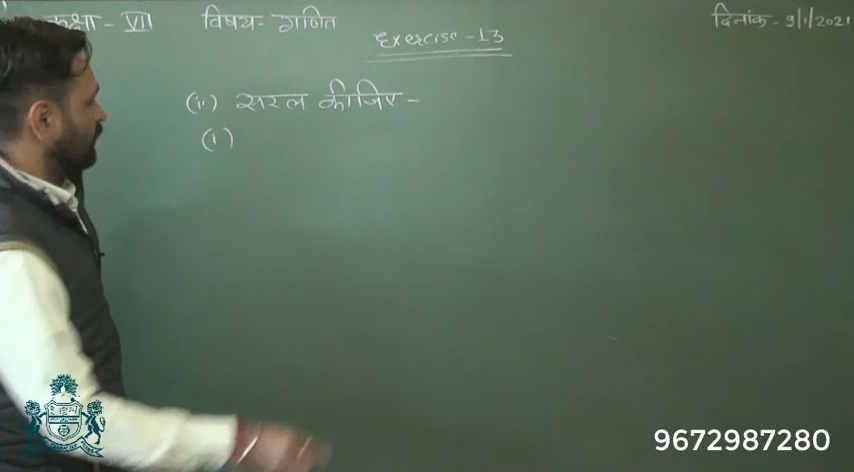 कक्षा - VII विषय - गणित Exercise - 13 दिनांक - 9/1/2021
(ii) सरल कीजिए -
(i)
9672987280